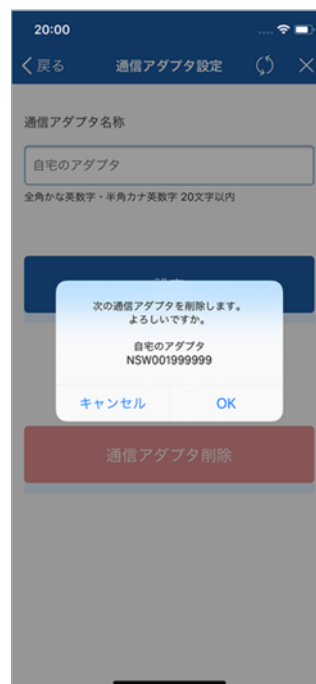 20:00
戻る
通信アダプタ設定
通信アダプタ名称
自宅のアダプタ
全角かな英数字・半角カナ英数字 20文字以内
次の通信アダプタを削除します。
よろしいですか。
自宅のアダプタ
NSW001999999
キャンセル
OK
通信アダプタ削除